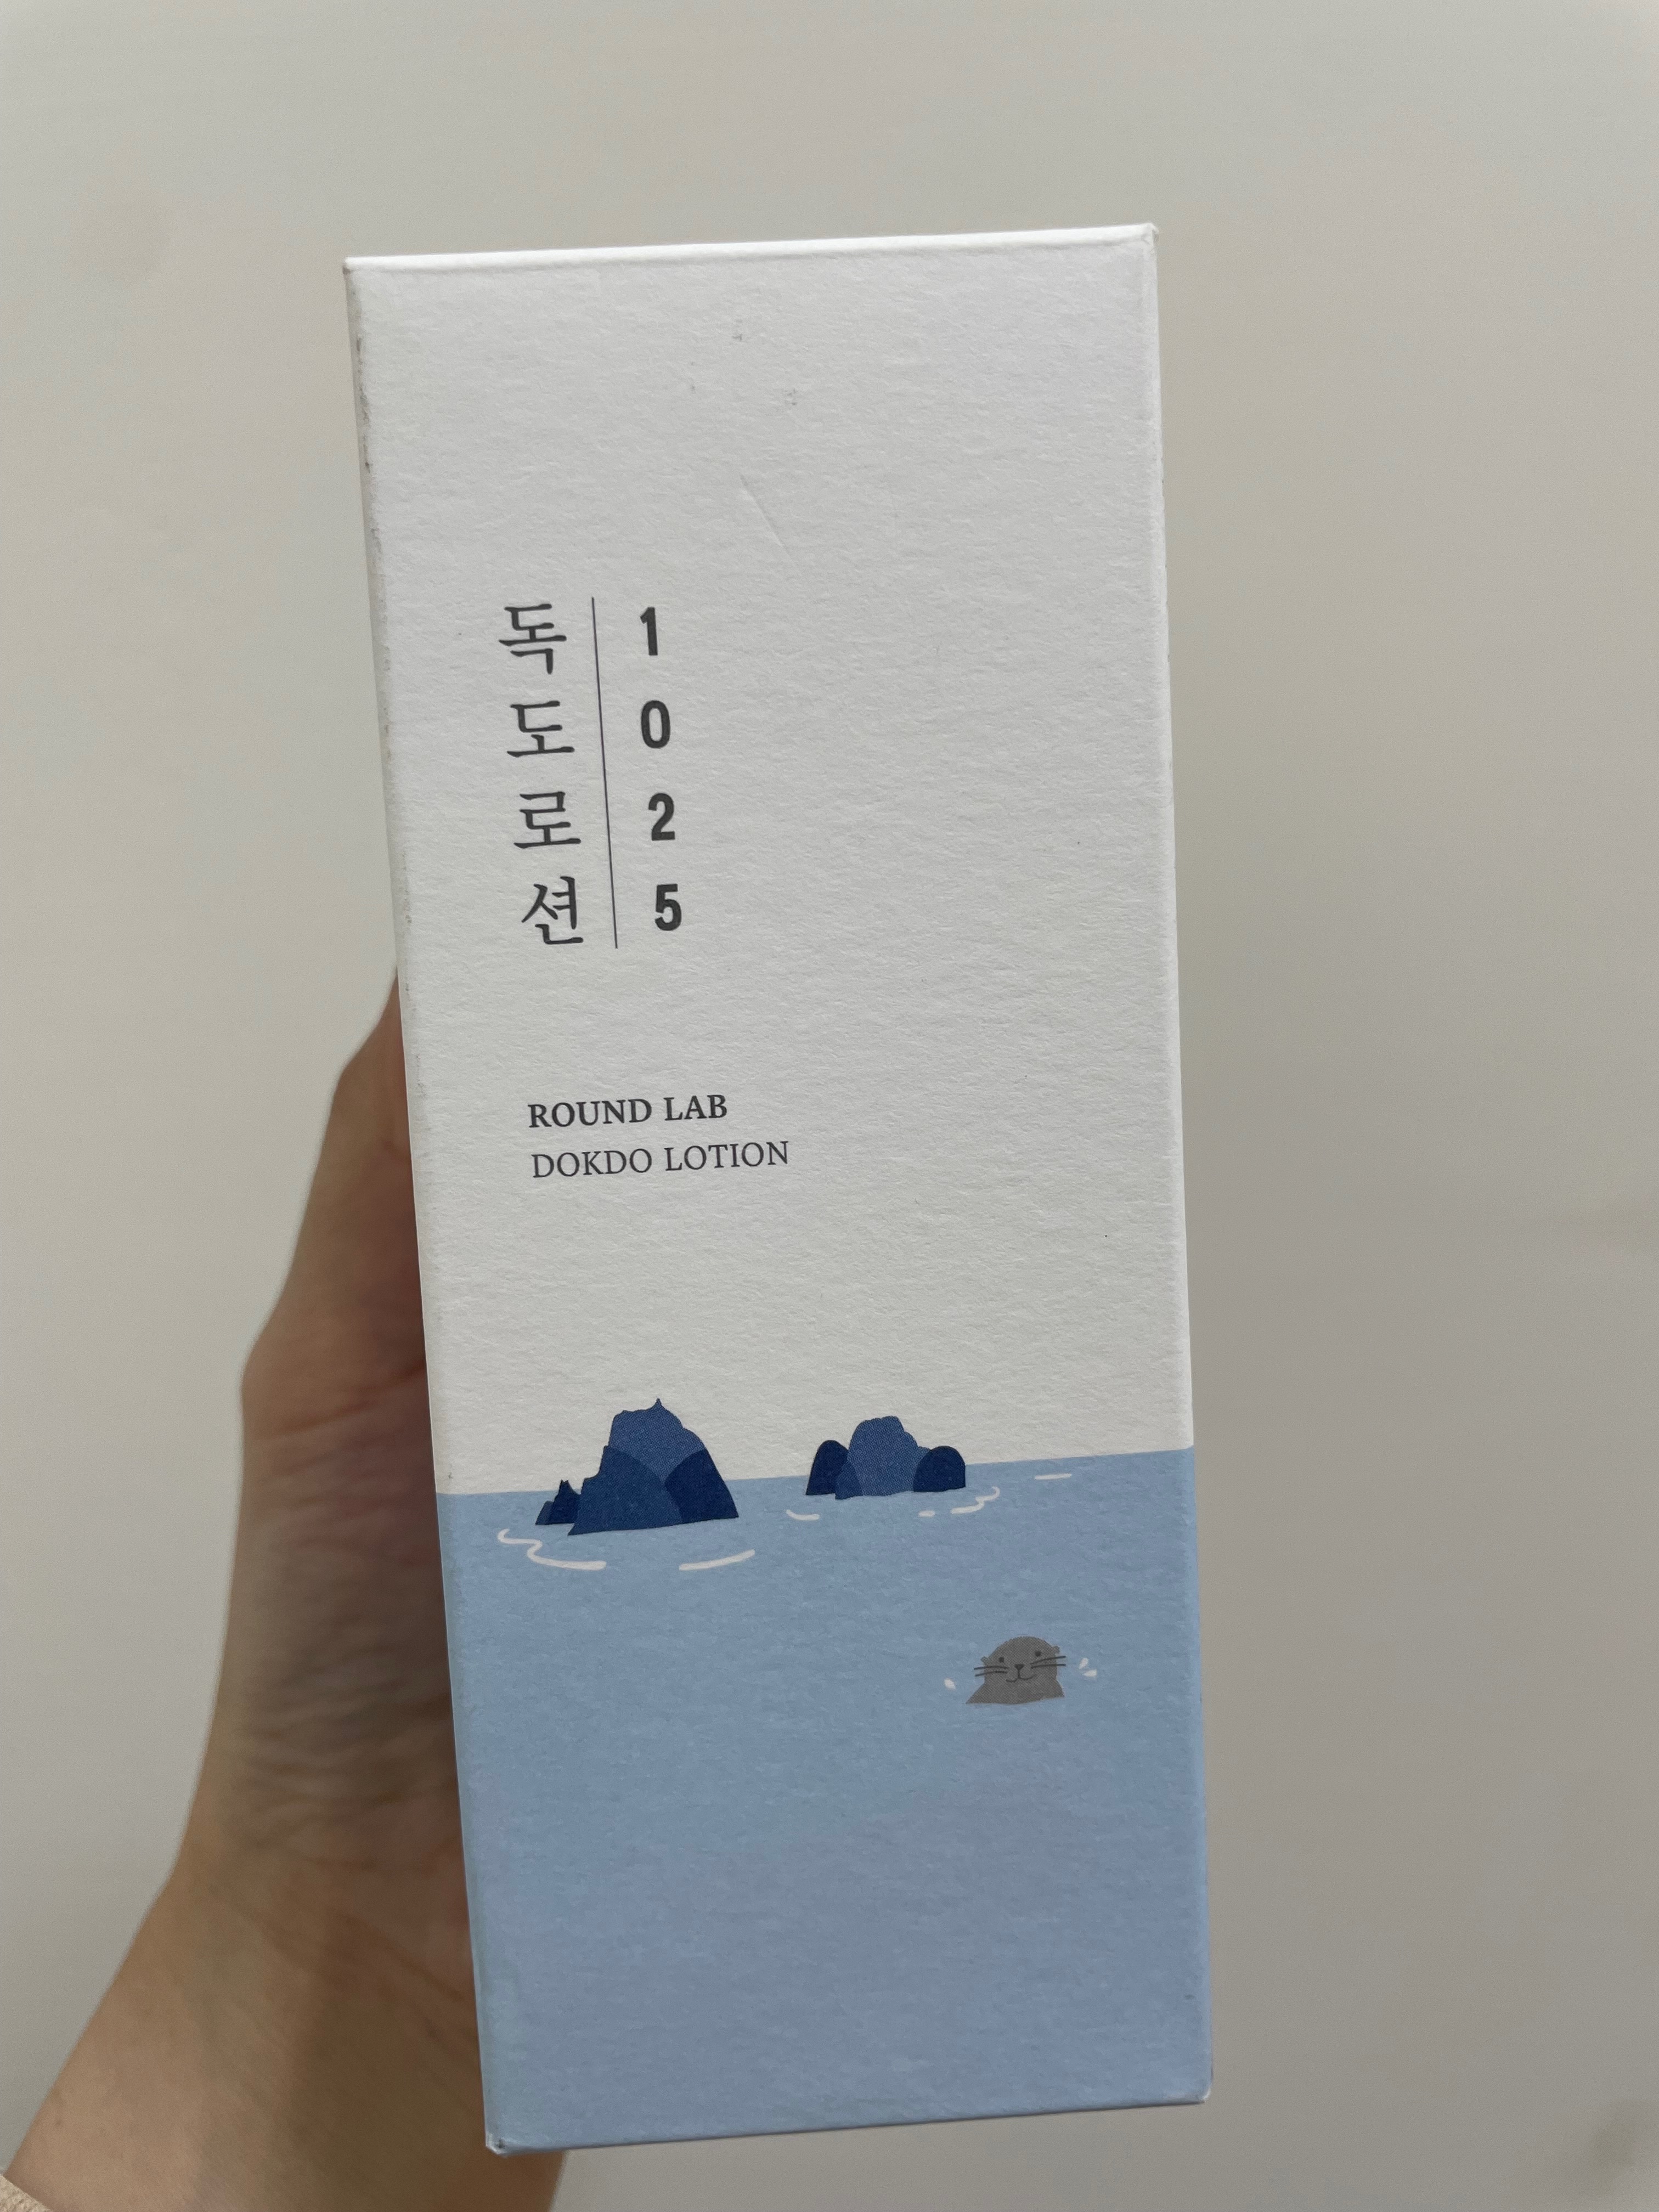 독도로션
1025
ROUND LAB
DOKDO LOTION